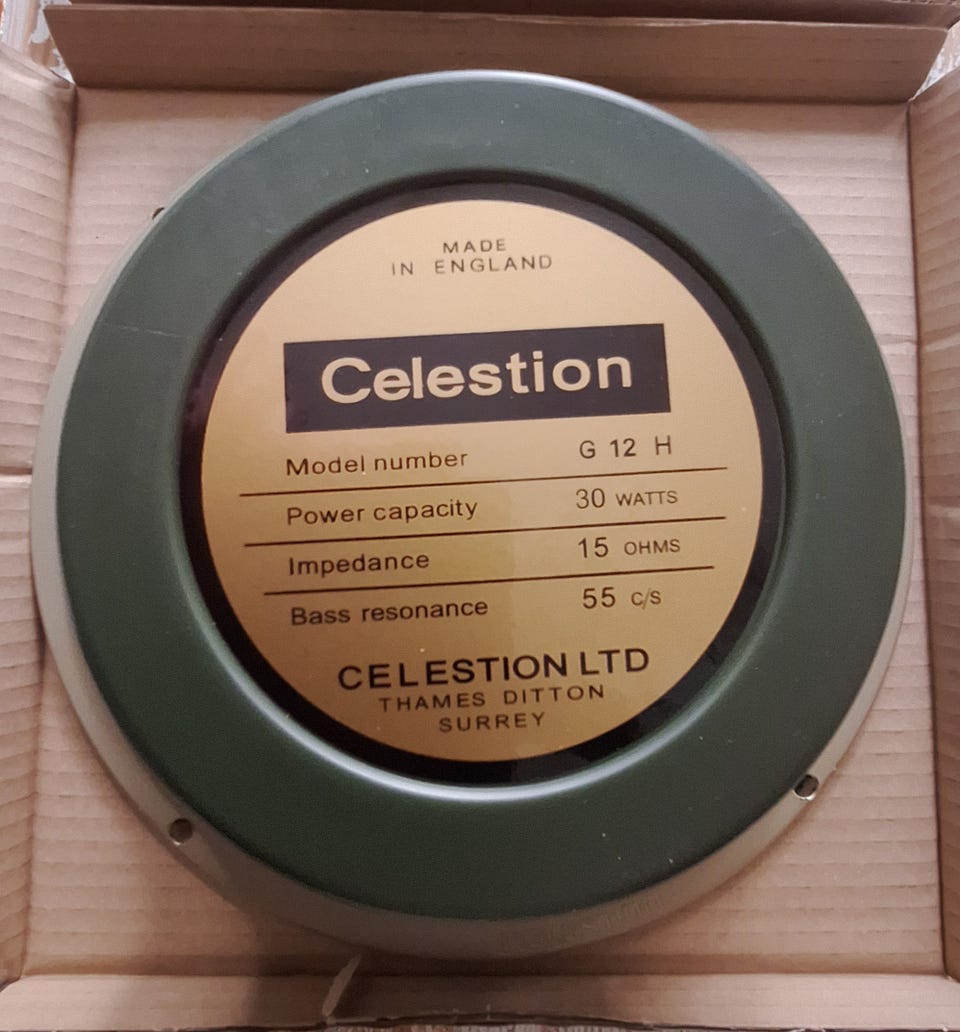 MADE
IN ENGLAND
Celestion
Model number G 12 H
Power capacity 30 WATTS
Impedance 15 OHMS
Bass resonance 55 C/S
CELESTION LTD
THAMES DITTON
SURREY